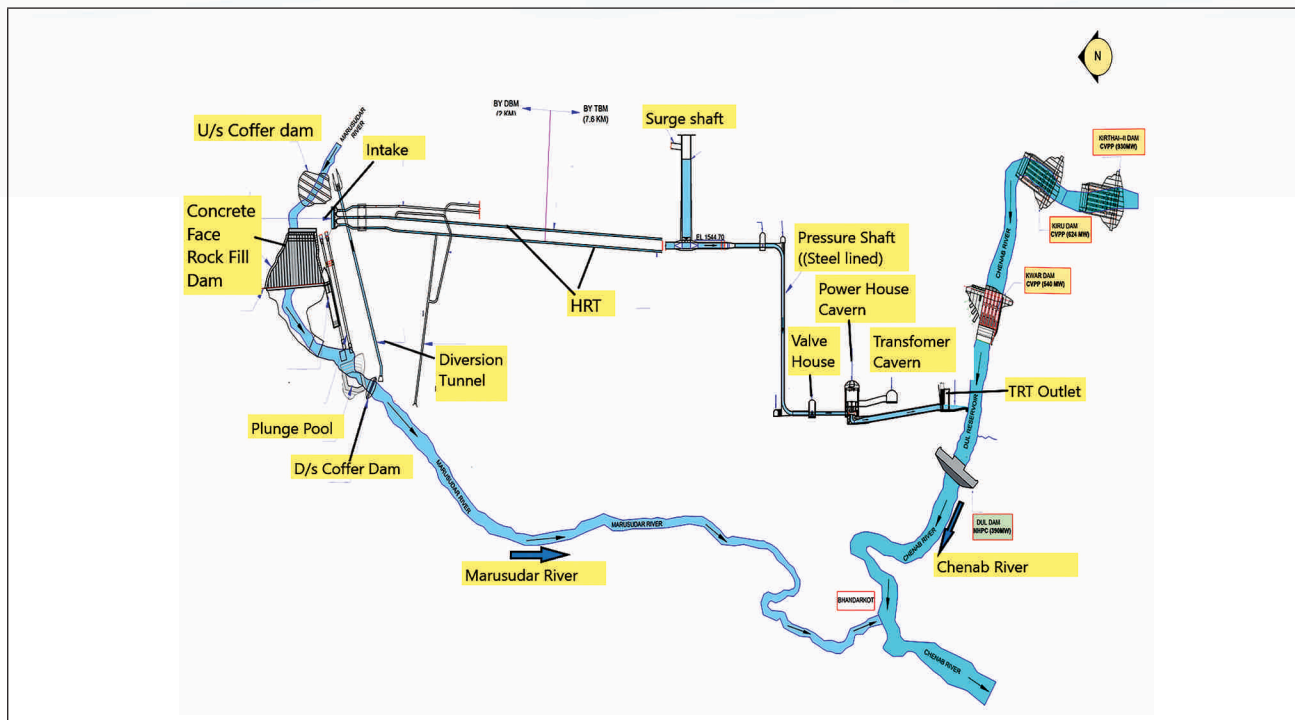 N
BY DBM
(2 KM)
BY TBM
(7.6 KM)
Surge shaft
U/s Coffer dam
MARUSUDAR
RIVER
Intake
KIRTHAI-II DAM
CVPP (930MW)
Concrete
Face
Rock Fill
Dam
KIRU DAM
CVPP (624 MW)
EL 1544.70
Pressure Shaft
((Steel lined)
CHENAB RIVER
KWAR DAM
CVPP (540 MW)
HRT
Power House
Cavern
Valve
House
Transfomer
Cavern
Diversion
Tunnel
TRT Outlet
DUL RESERVOIR
Plunge Pool
D/s Coffer Dam
MARUSUDAR RIVER
MARUSUDAR RIVER
DUL DAM
NHPC (390MW)
CHENAB RIVER
Marusudar River
Chenab River
BHANDARKOT
CHENAB RIVER